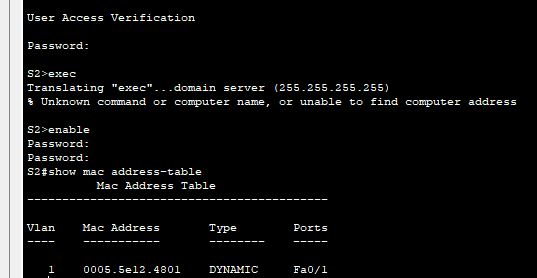 User Access Verification
Password:
S2>exec
Translating "exec"...domain server (255.255.255.255)
% Unknown command or computer name, or unable to find computer address
S2>enable
Password:
Password:
S2#show mac address-table
Mac Address Table
-------------------------------------------
Vlan    Mac Address       Type        Ports
----    -----------       --------    -----
1    0005.5e12.4801    DYNAMIC     Fa0/1